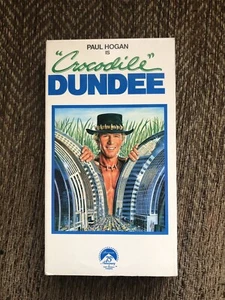 PAUL HOGAN
IS
"Crocodile"
DUNDEE